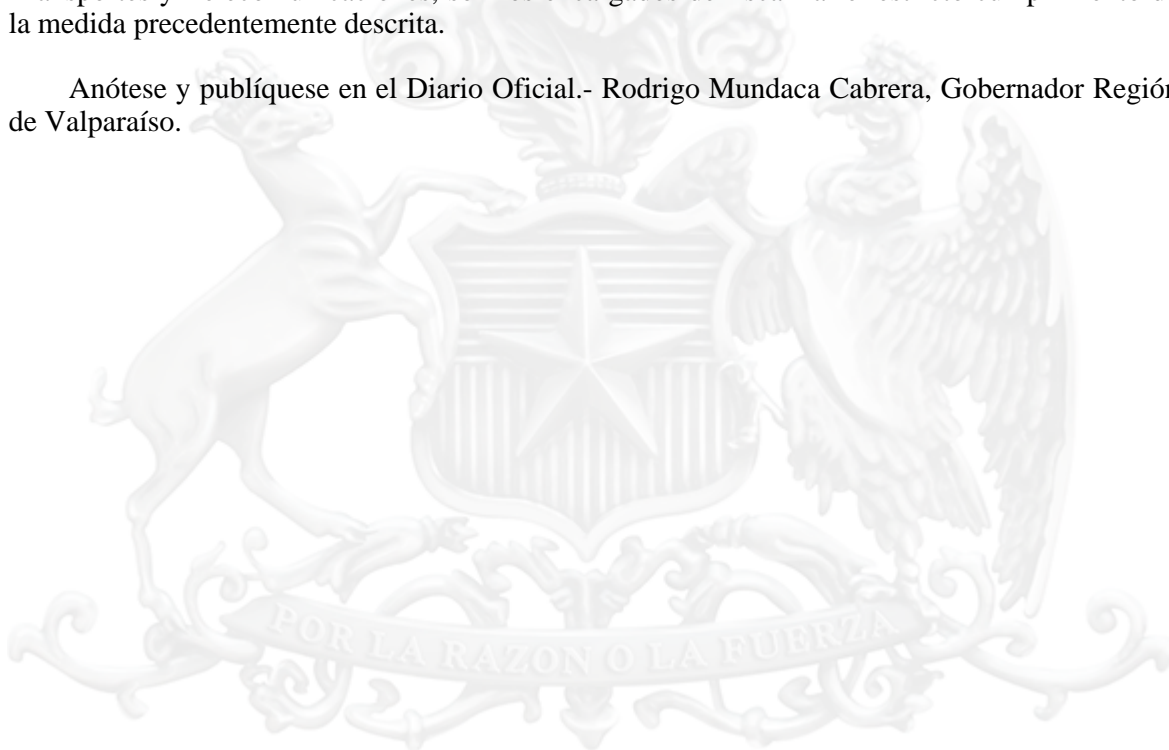 la medida precedentemente descrita.
Anótese y publíquese en el Diario Oficial.- Rodrigo Mundaca Cabrera, Gobernador Región
de Valparaíso.
POR LA RAZON O LA FUERZA